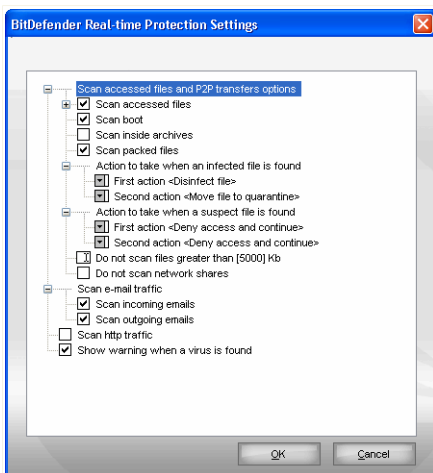 BitDefender Real-time Protection Settings
Scan accessed files and P2P transfers options
Scan accessed files
Scan boot
Scan inside archives
Scan packed files
Action to take when an infected file is found
First action <Disinfect file>
Second action <Move file to quarantine>
Action to take when a suspect file is found
First action <Deny access and continue>
Second action <Deny access and continue>
Do not scan files greater than [5000] Kb
Do not scan network shares
Scan e-mail traffic
Scan incoming emails
Scan outgoing emails
Scan http traffic
Show warning when a virus is found
OK Cancel